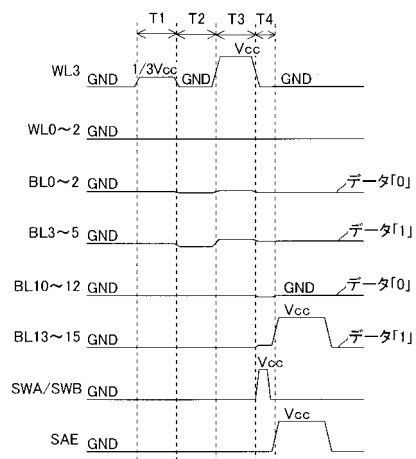 T1 T2 T3 T4
WL3 GND 1/3Vcc GND Vcc GND
WL0～2 GND
BL0～2 GND データ「0」
BL3～5 GND データ「1」
BL10～12 GND GND データ「0」
BL13～15 GND Vcc データ「1」
SWA/SWB GND Vcc
SAE GND Vcc